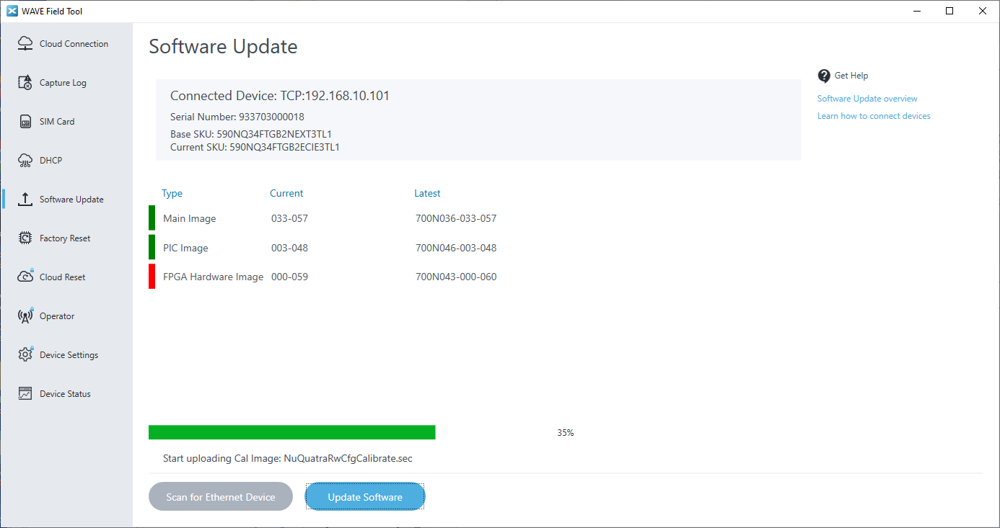 WAVE Field Tool
Cloud Connection
Capture Log
SIM Card
DHCP
Software Update
Factory Reset
Cloud Reset
Operator
Device Settings
Device Status
Software Update
Connected Device: TCP:192.168.10.101
Serial Number: 933703000018
Base SKU: 590NQ34FTGB2NEXT3TL1
Current SKU: 590NQ34FTGB2ECIE3TL1
Get Help
Software Update overview
Learn how to connect devices
Type Current Latest
Main Image 033-057 700N036-033-057
PIC Image 003-048 700N046-003-048
FPGA Hardware Image 000-059 700N043-000-060
35%
Start uploading Cal Image: NuQuatraRwCfgCalibrate.sec
Scan for Ethernet Device Update Software